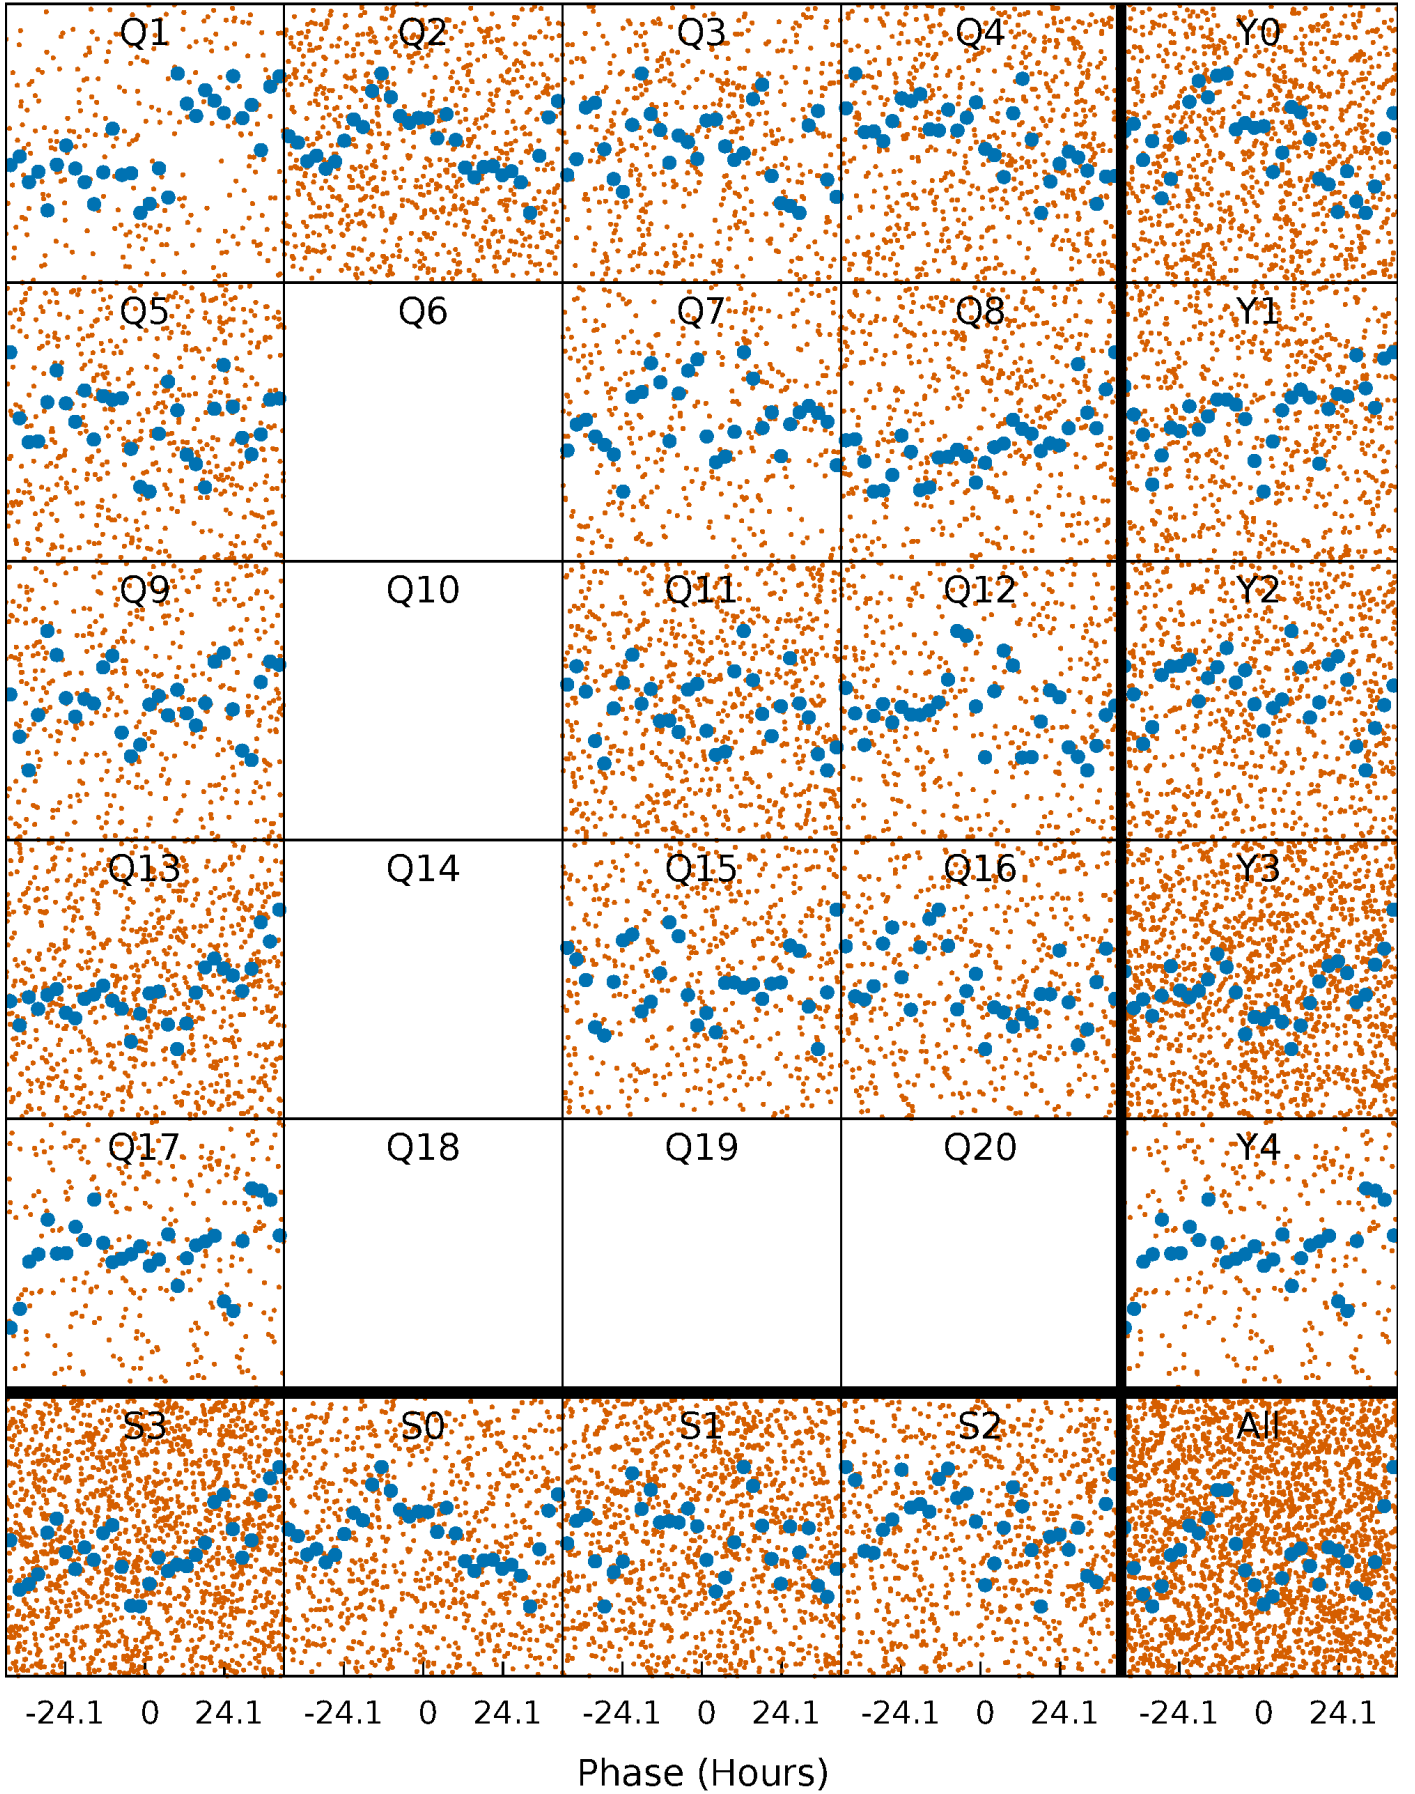 Q1 Q2 Q3 Q4 Y0
Q5 Q6 Q7 Q8 Y1
Q9 Q10 Q11 Q12 Y2
Q13 Q14 Q15 Q16 Y3
Q17 Q18 Q19 Q20 Y4
S3 S0 S1 S2 All
-24.1 0 24.1 -24.1 0 24.1 -24.1 0 24.1 -24.1 0 24.1 -24.1 0 24.1
Phase (Hours)